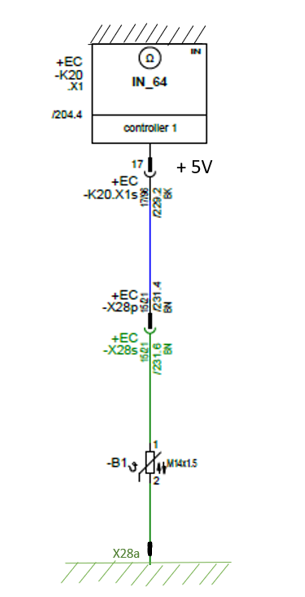 IN
Ω
+EC
-K20
.X1
IN_64
/204.4
controller 1
17
+ 5V
+EC
-K20.X1s
17/96
/229.2
BK
+EC
-X28p
15/21
/231.4
BN
+EC
-X28s
15/21
/231.6
BN
1
-B1
M14x1.5
2
X28a